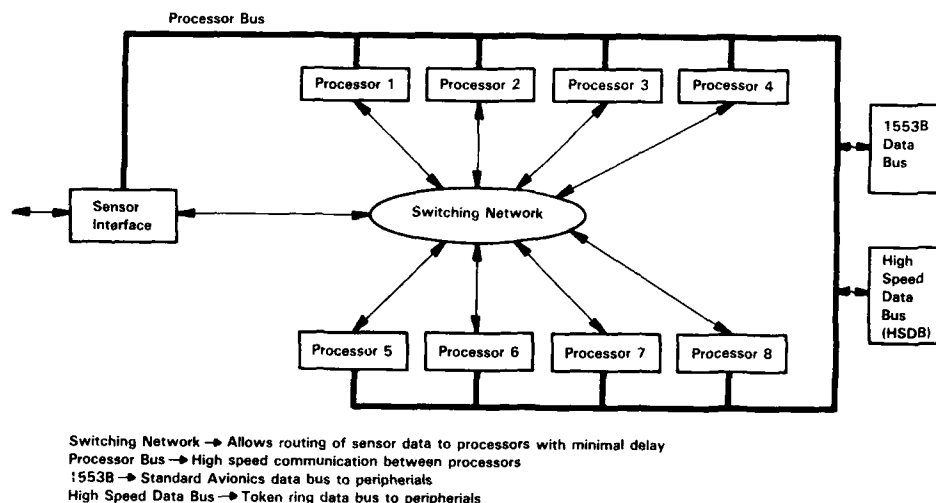 Processor Bus
Processor 1
Processor 2
Processor 3
Processor 4
1553B
Data
Bus
Sensor
Interface
Switching Network
High
Speed
Data
Bus
(HSDB)
Processor 5
Processor 6
Processor 7
Processor 8
Switching Network → Allows routing of sensor data to processors with minimal delay
Processor Bus → High speed communication between processors
1553B → Standard Avionics data bus to peripherals
High Speed Data Bus → Token ring data bus to peripherals